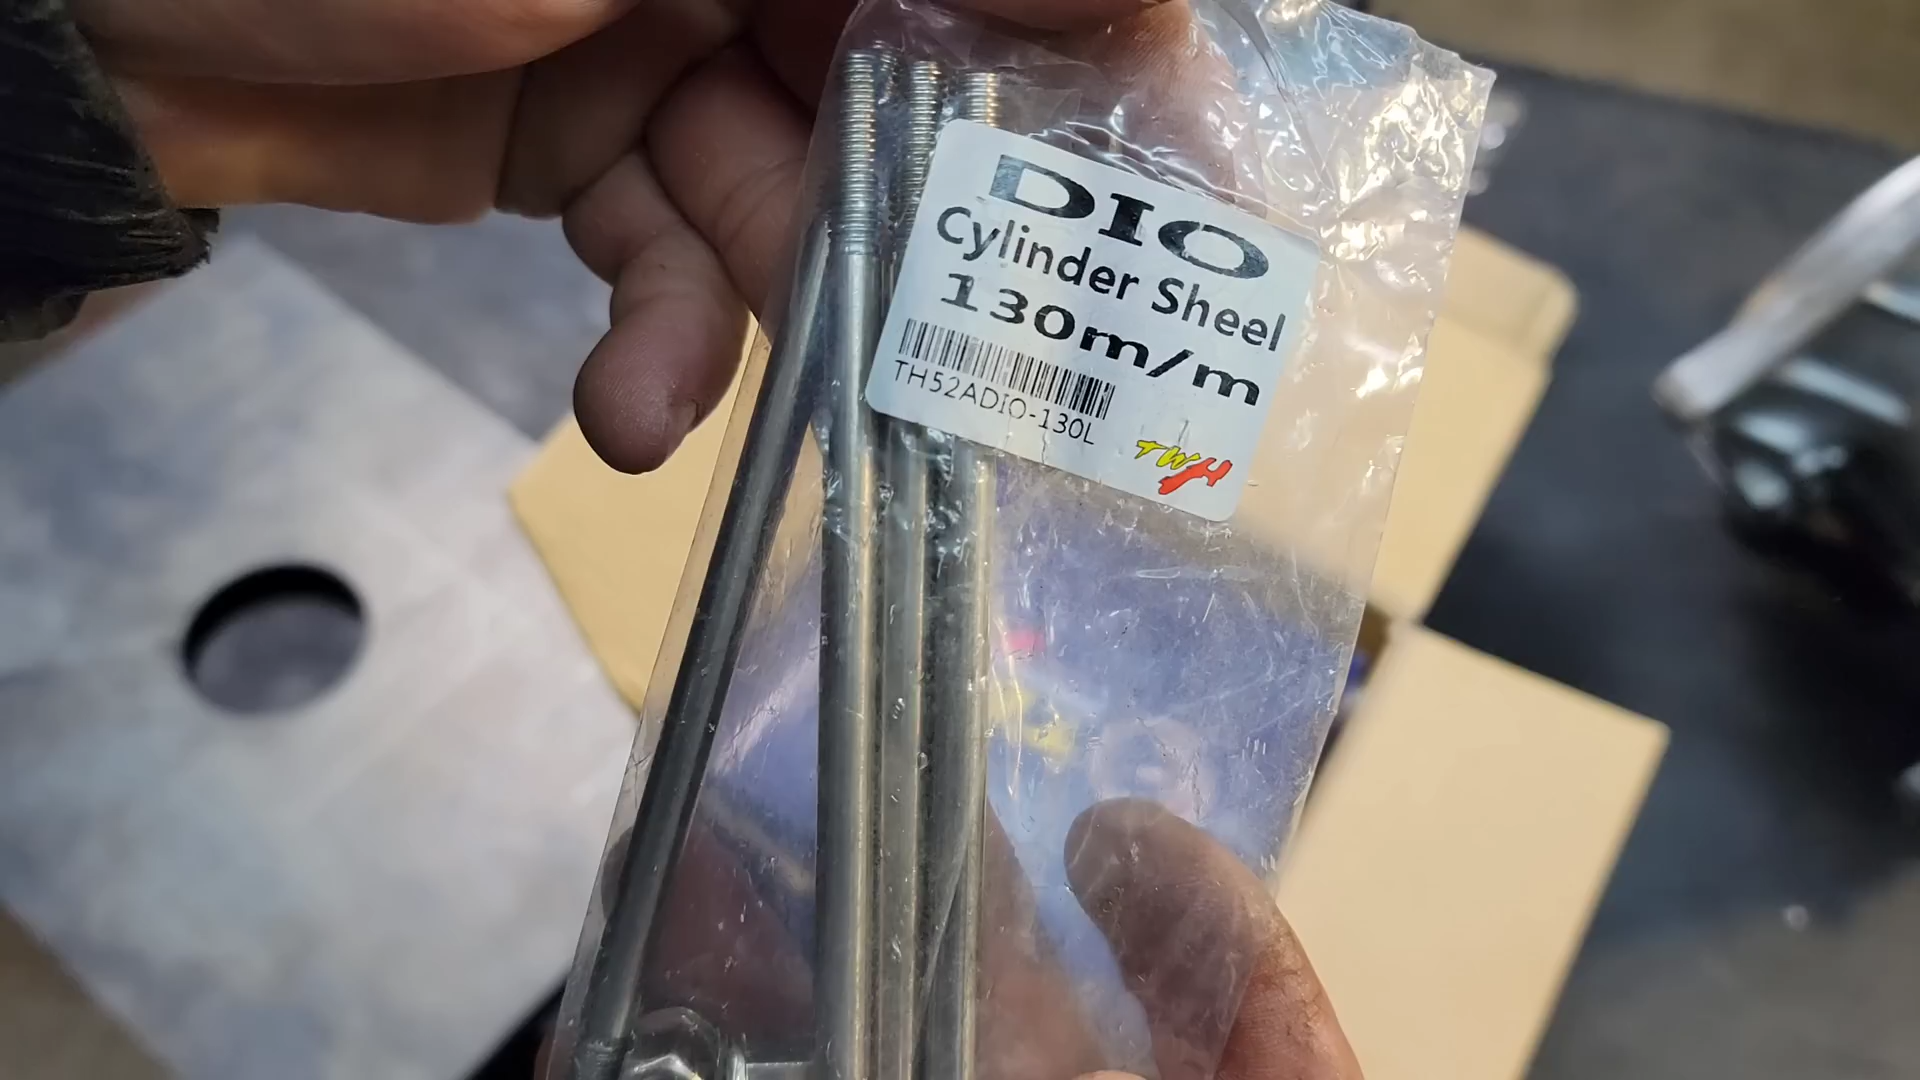 DIO
Cylinder Sheel
130m/m
TH52ADIO-130L
TWH